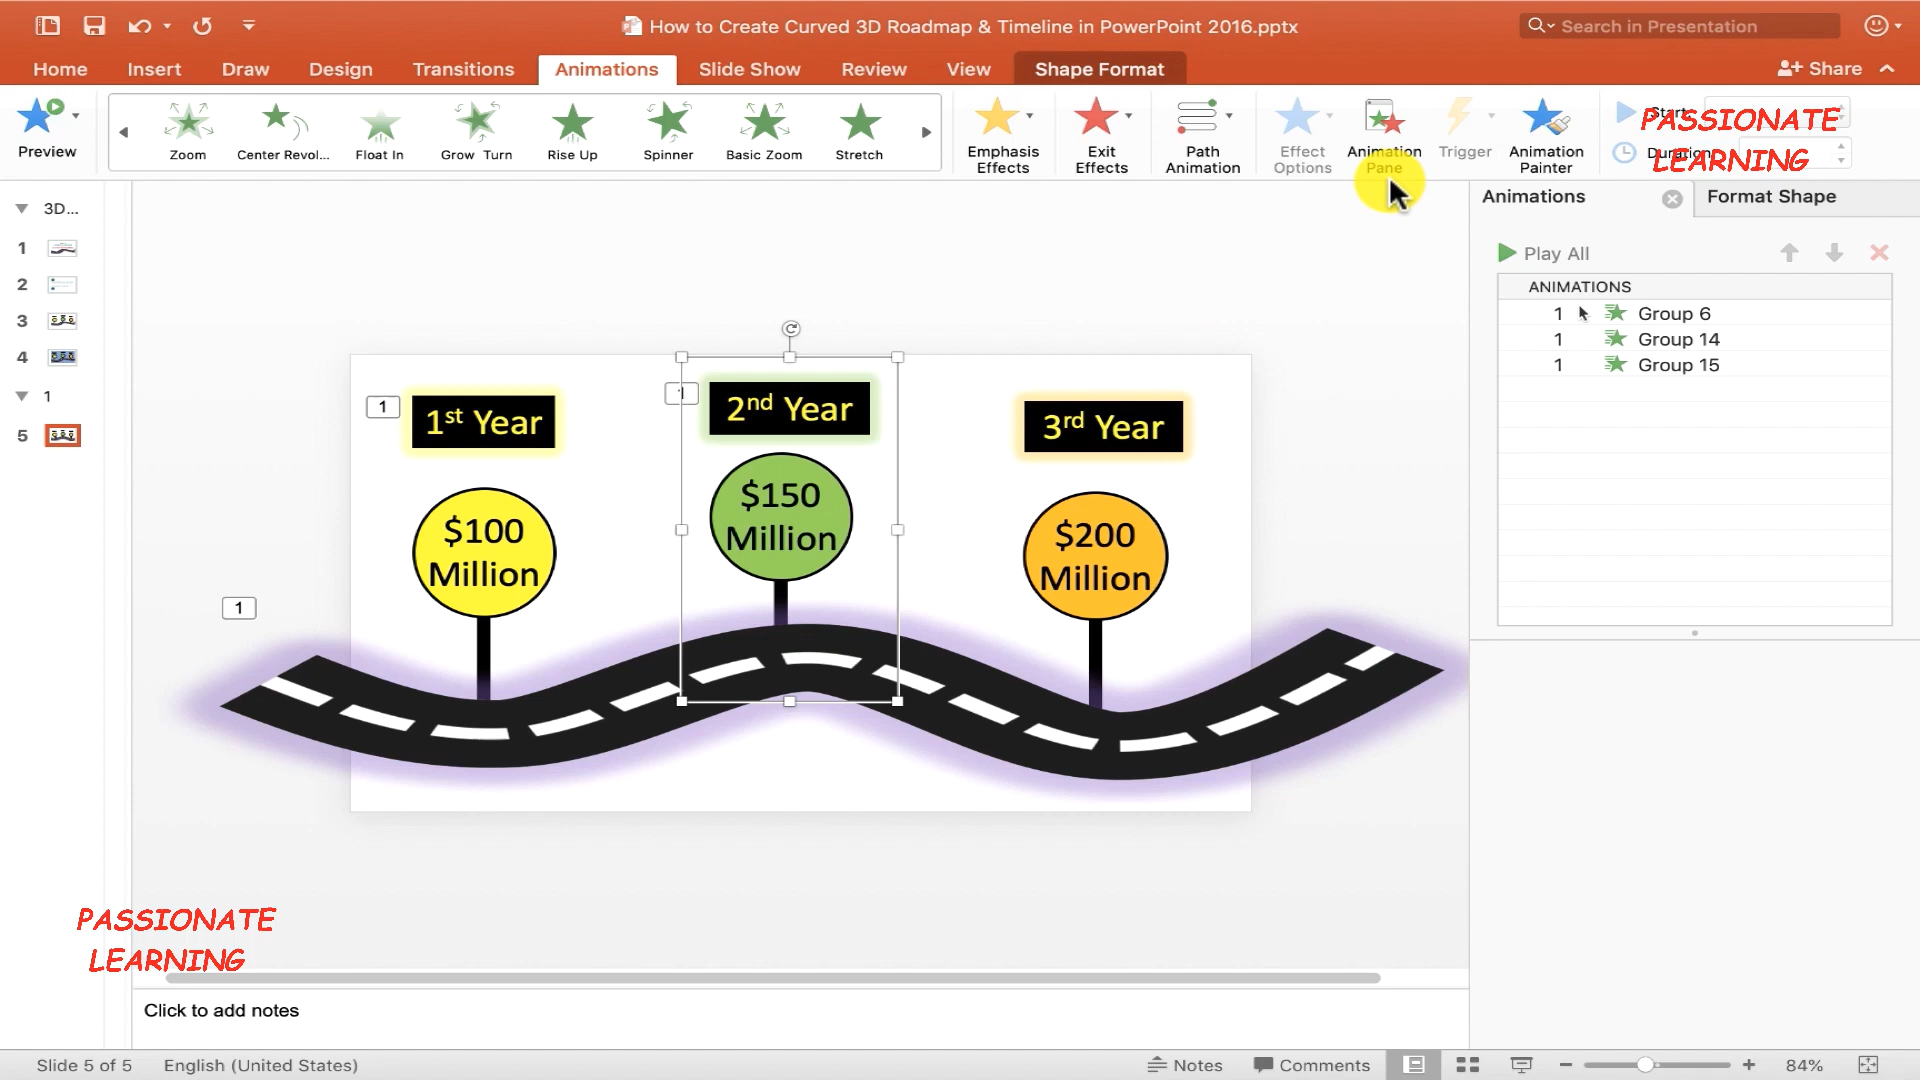 How to Create Curved 3D Roadmap & Timeline in PowerPoint 2016.pptx
Search in Presentation
Home
Insert
Draw
Design
Transitions
Animations
Slide Show
Review
View
Shape Format
Share
Preview
Zoom
Center Revol...
Float In
Grow Turn
Rise Up
Spinner
Basic Zoom
Stretch
Emphasis
Effects
Exit
Effects
Path
Animation
Effect
Options
Animation
Pane
Trigger
Animation
Painter
Start:
Duration:
PASSIONATE
LEARNING
Animations
Format Shape
Play All
ANIMATIONS
1 Group 6
1 Group 14
1 Group 15
3D...
1
2
3
4
1
5
1
1st Year
1
2nd Year
3rd Year
$100
Million
$150
Million
$200
Million
1
PASSIONATE
LEARNING
Click to add notes
Slide 5 of 5
English (United States)
Notes
Comments
84%